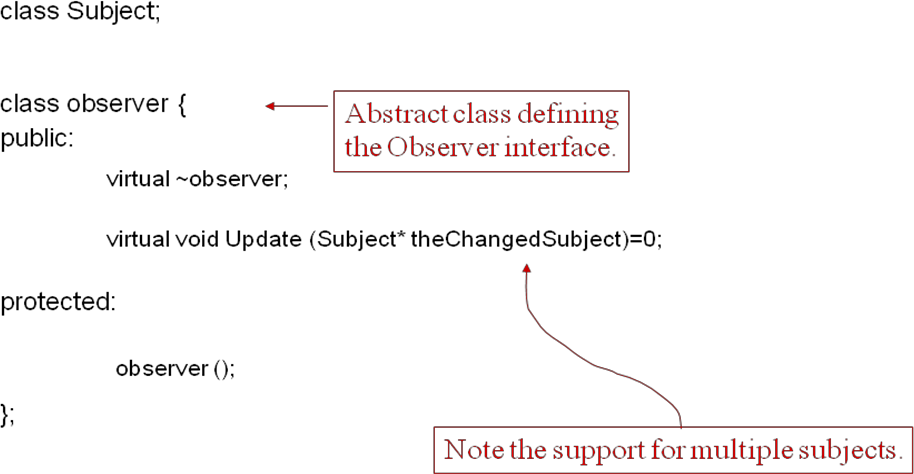 class Subject;
class observer {
Abstract class defining
the Observer interface.
public:
virtual ~observer;
virtual void Update (Subject* theChangedSubject)=0;
protected:
observer ();
};
Note the support for multiple subjects.